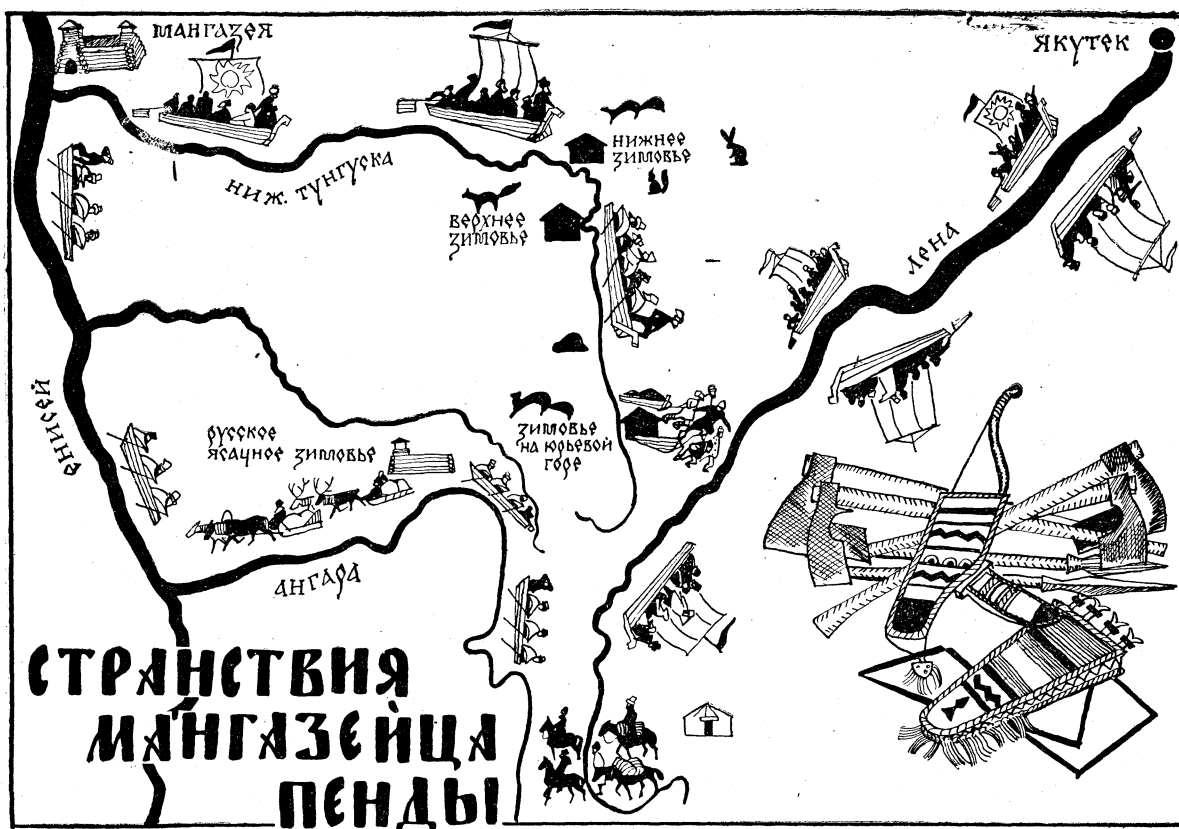 МАНГАЗЕЯ
ЯКУТЕК
НИЖНЕЕ
ЗИМОВЬЕ
НИЖ. ТУНГУСКА
ВЕРХНЕЕ
ЗИМОВЬЕ
ЛЕНА
ЕНИСЕЙ
РУССКОЕ
ЯСАЧНОЕ ЗИМОВЬЕ
ЗИМОВЬЕ
НА ЮРЬЕВОЙ
ГОРЕ
АНГАРА
СТРАНСТВИЯ
МАНГАЗЕЙЦА
ПЕНДЫ